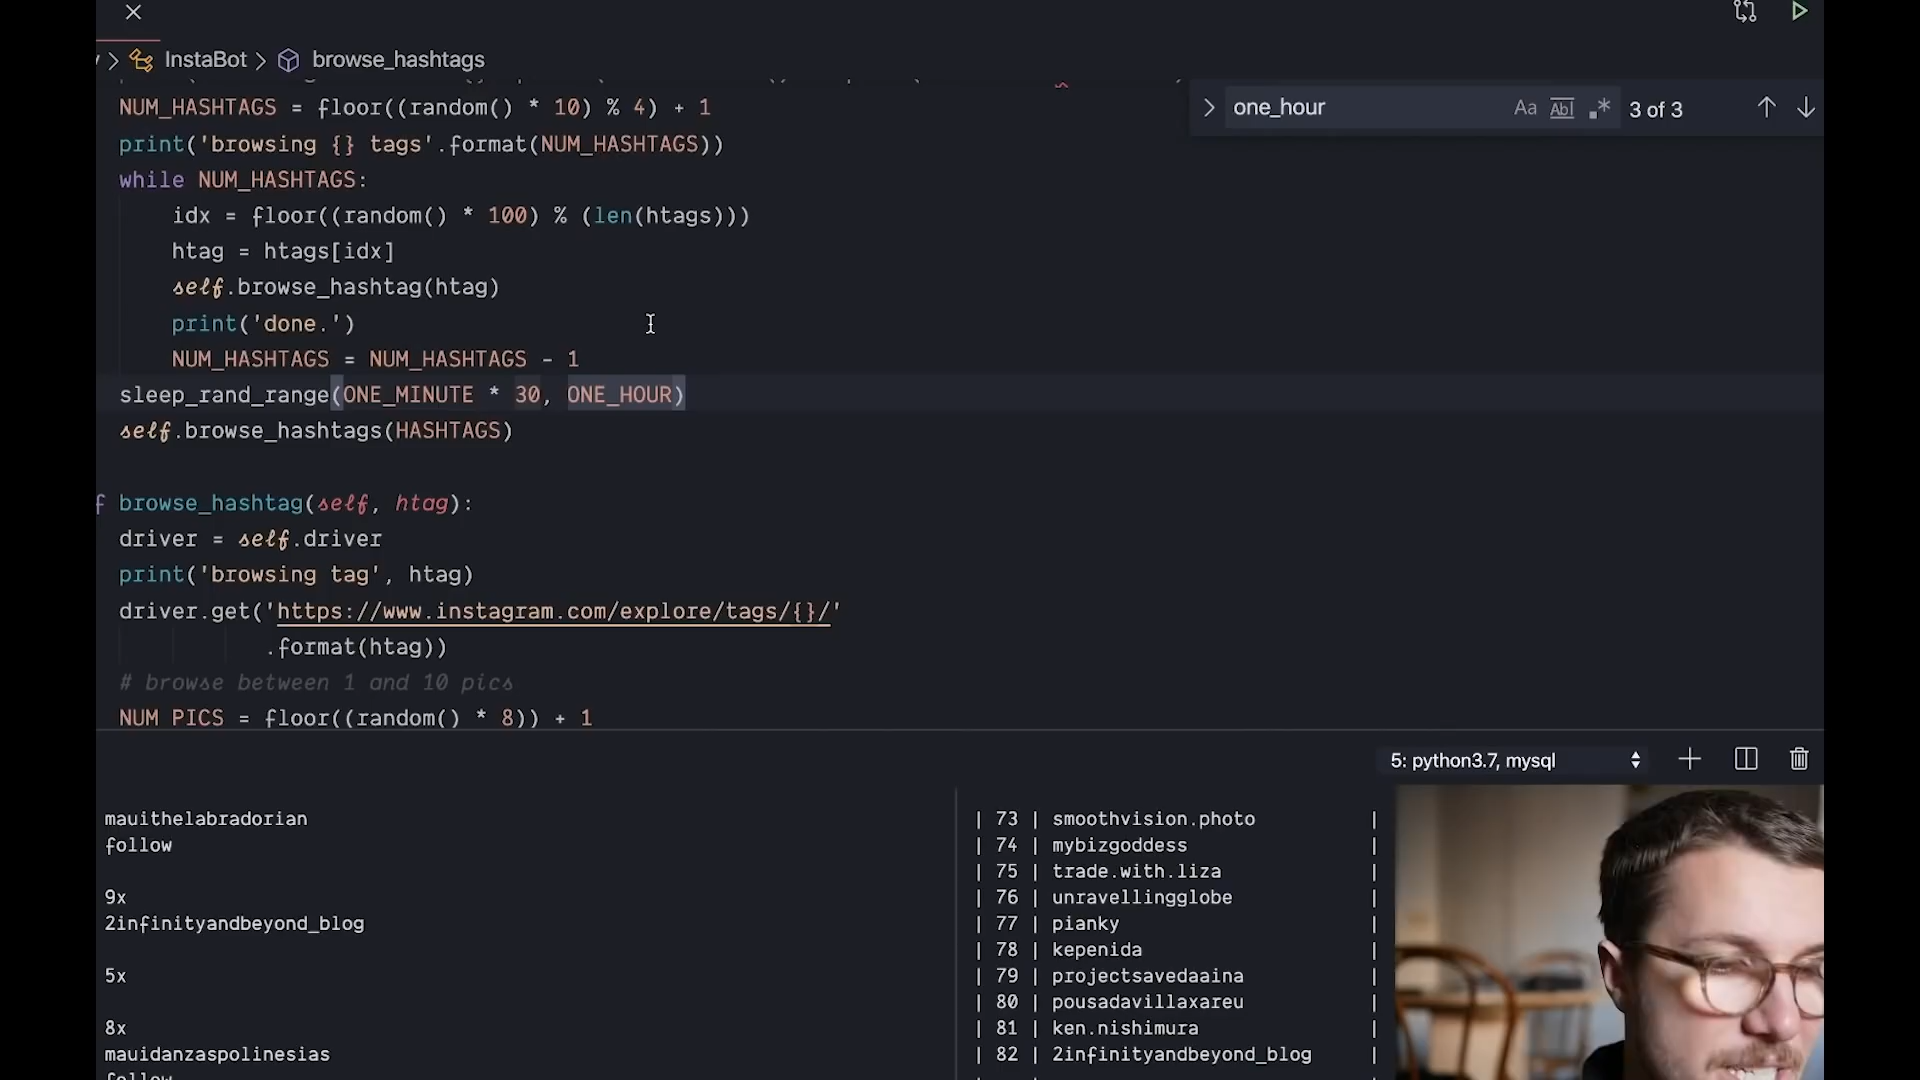 InstaBot > browse_hashtags
one_hour
Aa Abl .* 3 of 3
NUM_HASHTAGS = floor((random() * 10) % 4) + 1
print('browsing {} tags'.format(NUM_HASHTAGS))
while NUM_HASHTAGS:
idx = floor((random() * 100) % (len(htags)))
htag = htags[idx]
self.browse_hashtag(htag)
print('done.')
NUM_HASHTAGS = NUM_HASHTAGS - 1
sleep_rand_range(ONE_MINUTE * 30, ONE_HOUR)
self.browse_hashtags(HASHTAGS)
f browse_hashtag(self, htag):
driver = self.driver
print('browsing tag', htag)
driver.get('https://www.instagram.com/explore/tags/{}/'
.format(htag))
# browse between 1 and 10 pics
NUM_PICS = floor((random() * 8)) + 1
5: python3.7, mysql
mauithelabradorian
follow
9x
2infinityandbeyond_blog
5x
8x
mauidanzaspolinesias
follow
| 73 | smoothvision.photo |
| 74 | mybizgoddess |
| 75 | trade.with.liza |
| 76 | unravellingglobe |
| 77 | pianky |
| 78 | kepenida |
| 79 | projectsavedaaina |
| 80 | pousadavillaxareu |
| 81 | ken.nishimura |
| 82 | 2infinityandbeyond_blog |